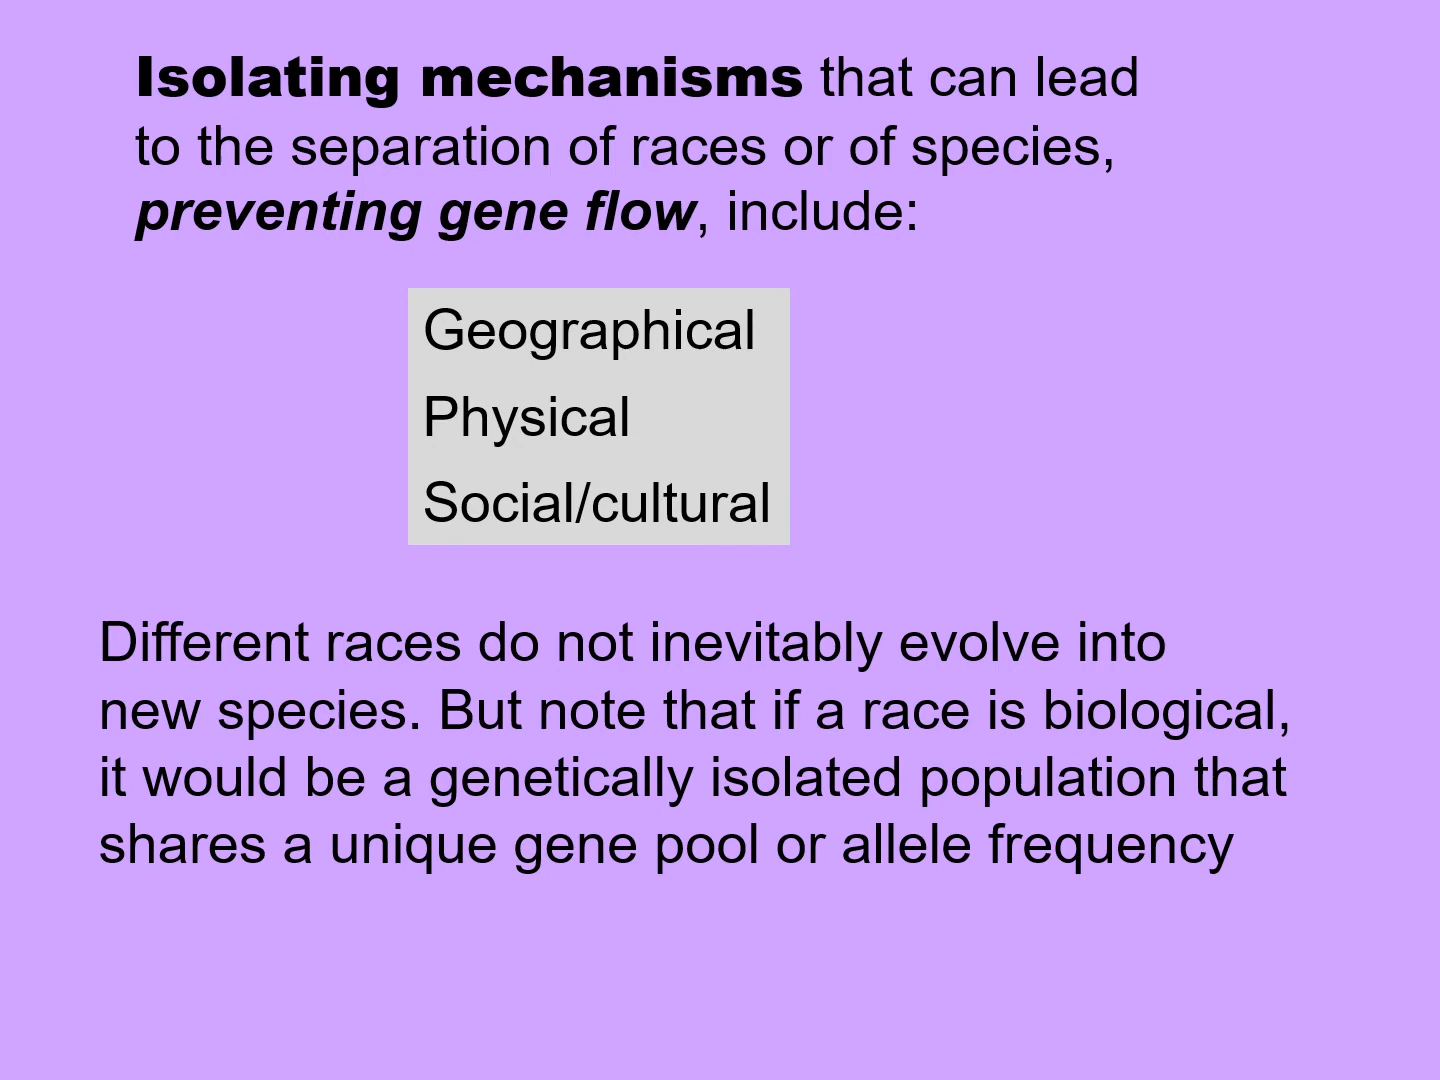 Isolating mechanisms that can lead
to the separation of races or of species,
preventing gene flow, include:
Geographical
Physical
Social/cultural
Different races do not inevitably evolve into
new species. But note that if a race is biological,
it would be a genetically isolated population that
shares a unique gene pool or allele frequency